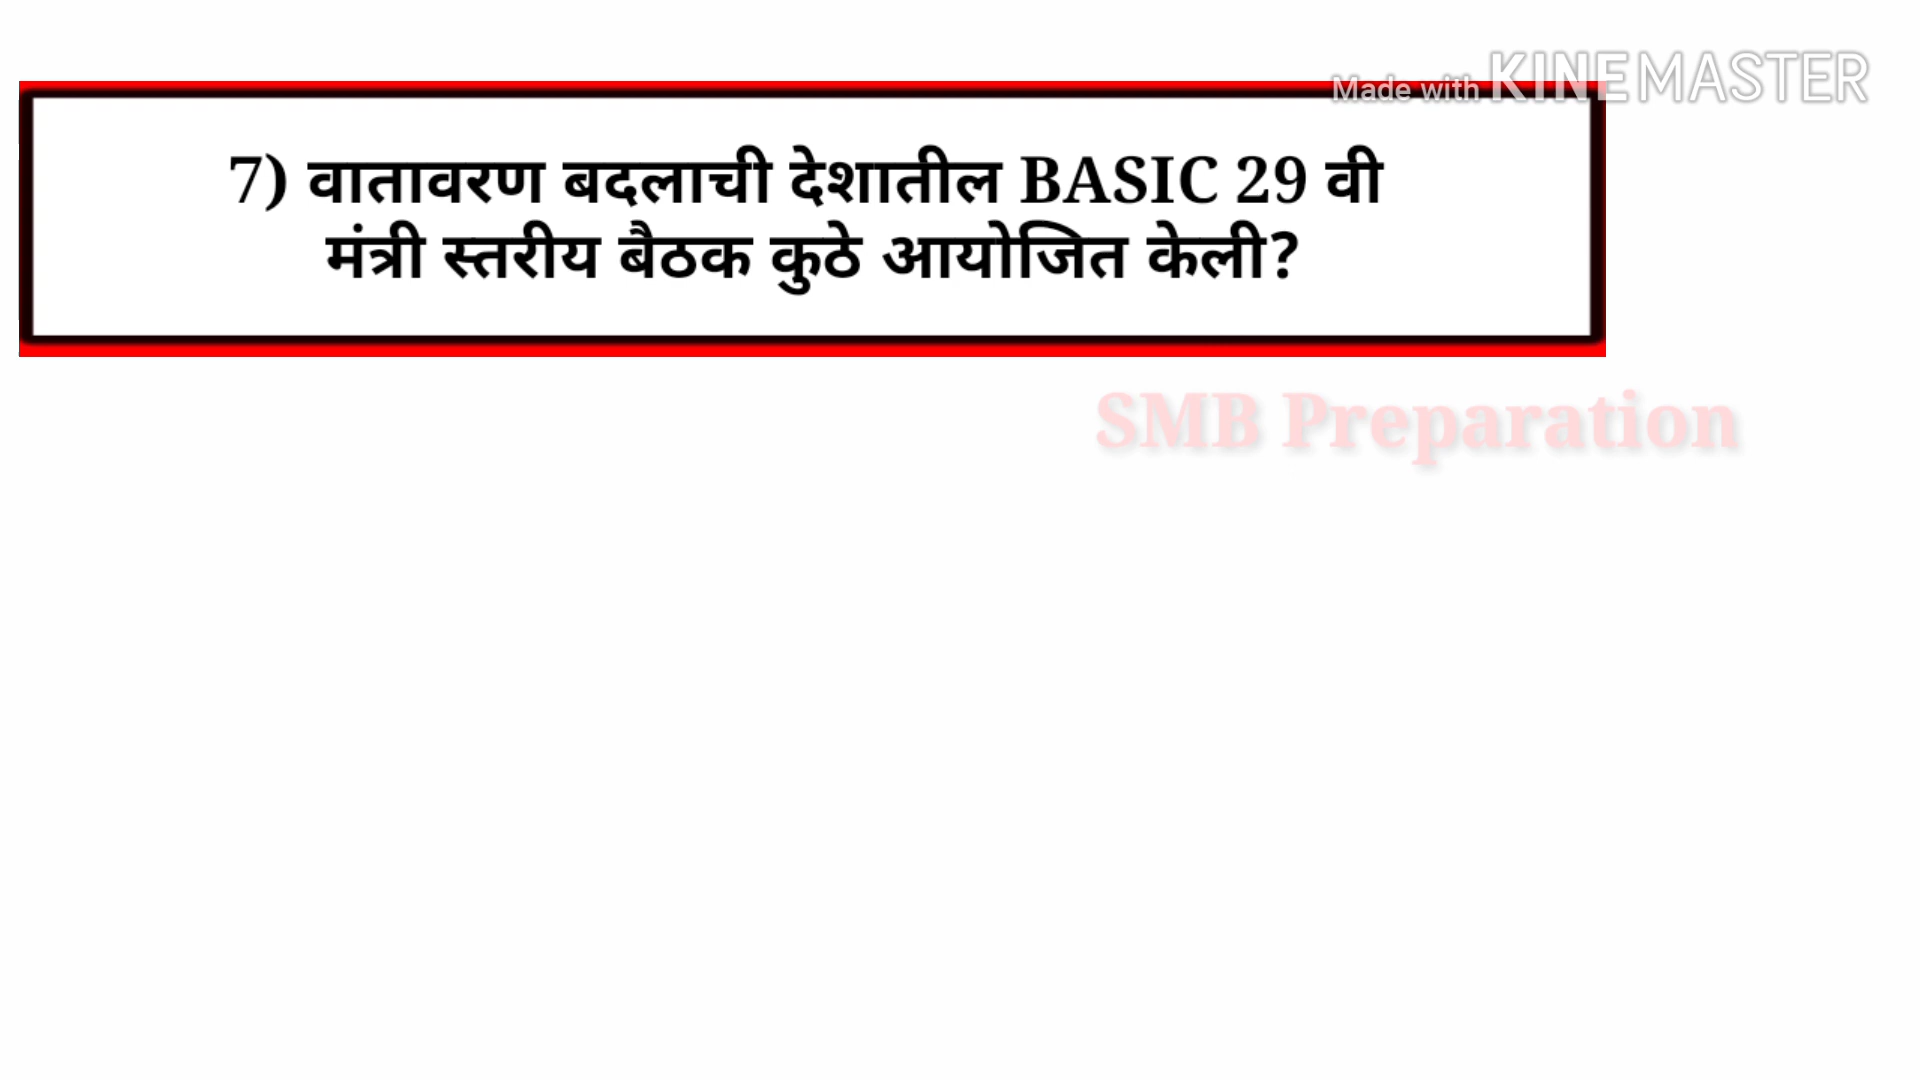 Made with KINEMASTER
7) वातावरण बदलाची देशातील BASIC 29 वी
मंत्री स्तरीय बैठक कुठे आयोजित केली?
SMB Preparation